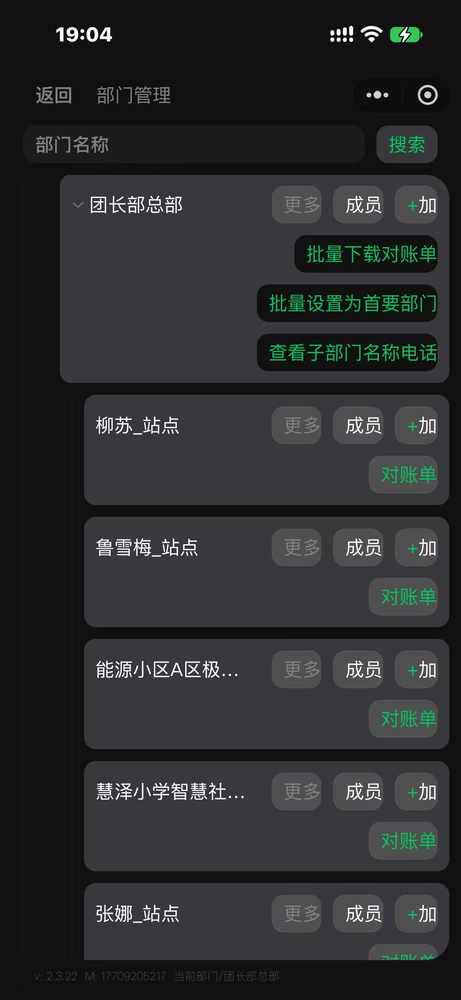 19:04
返回 部门管理
部门名称 搜索
团长部总部 更多 成员 +加
批量下载对账单
批量设置为首要部门
查看子部门名称电话
柳苏_站点 更多 成员 +加
对账单
鲁雪梅_站点 更多 成员 +加
对账单
能源小区A区极... 更多 成员 +加
对账单
慧泽小学智慧社... 更多 成员 +加
对账单
张娜_站点 更多 成员 +加
对账单
v: 2.3.22 M: 17709205217 当前部门/团长部总部